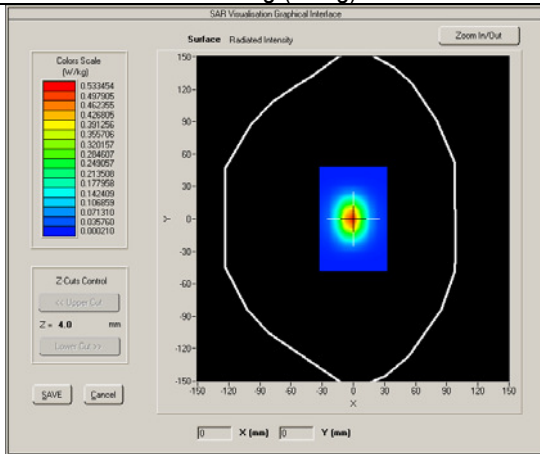 SAR Visualisation Graphical Interface
Surface Radiated Intensity
Zoom In/Out
Colors Scale
(W/kg)
0.533454
0.497905
0.462355
0.426805
0.391256
0.355706
0.320157
0.284607
0.249057
0.213508
0.177958
0.142409
0.106859
0.071310
0.035760
0.000210
150
120
90
60
30
0
-30
-60
-90
-120
-150
Y
-150 -120 -90 -60 -30 0 30 60 90 120 150
X
Z Cuts Control
<< Upper Cut
Z = 4.0 mm
Lower Cut >>
SAVE Cancel
0 X (mm) 0 Y (mm)